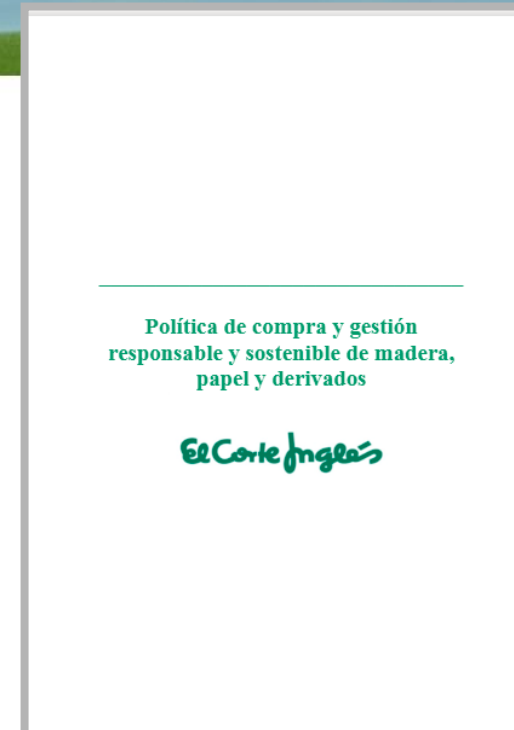 Política de compra y gestión
responsable y sostenible de madera,
papel y derivados
El Corte Inglés